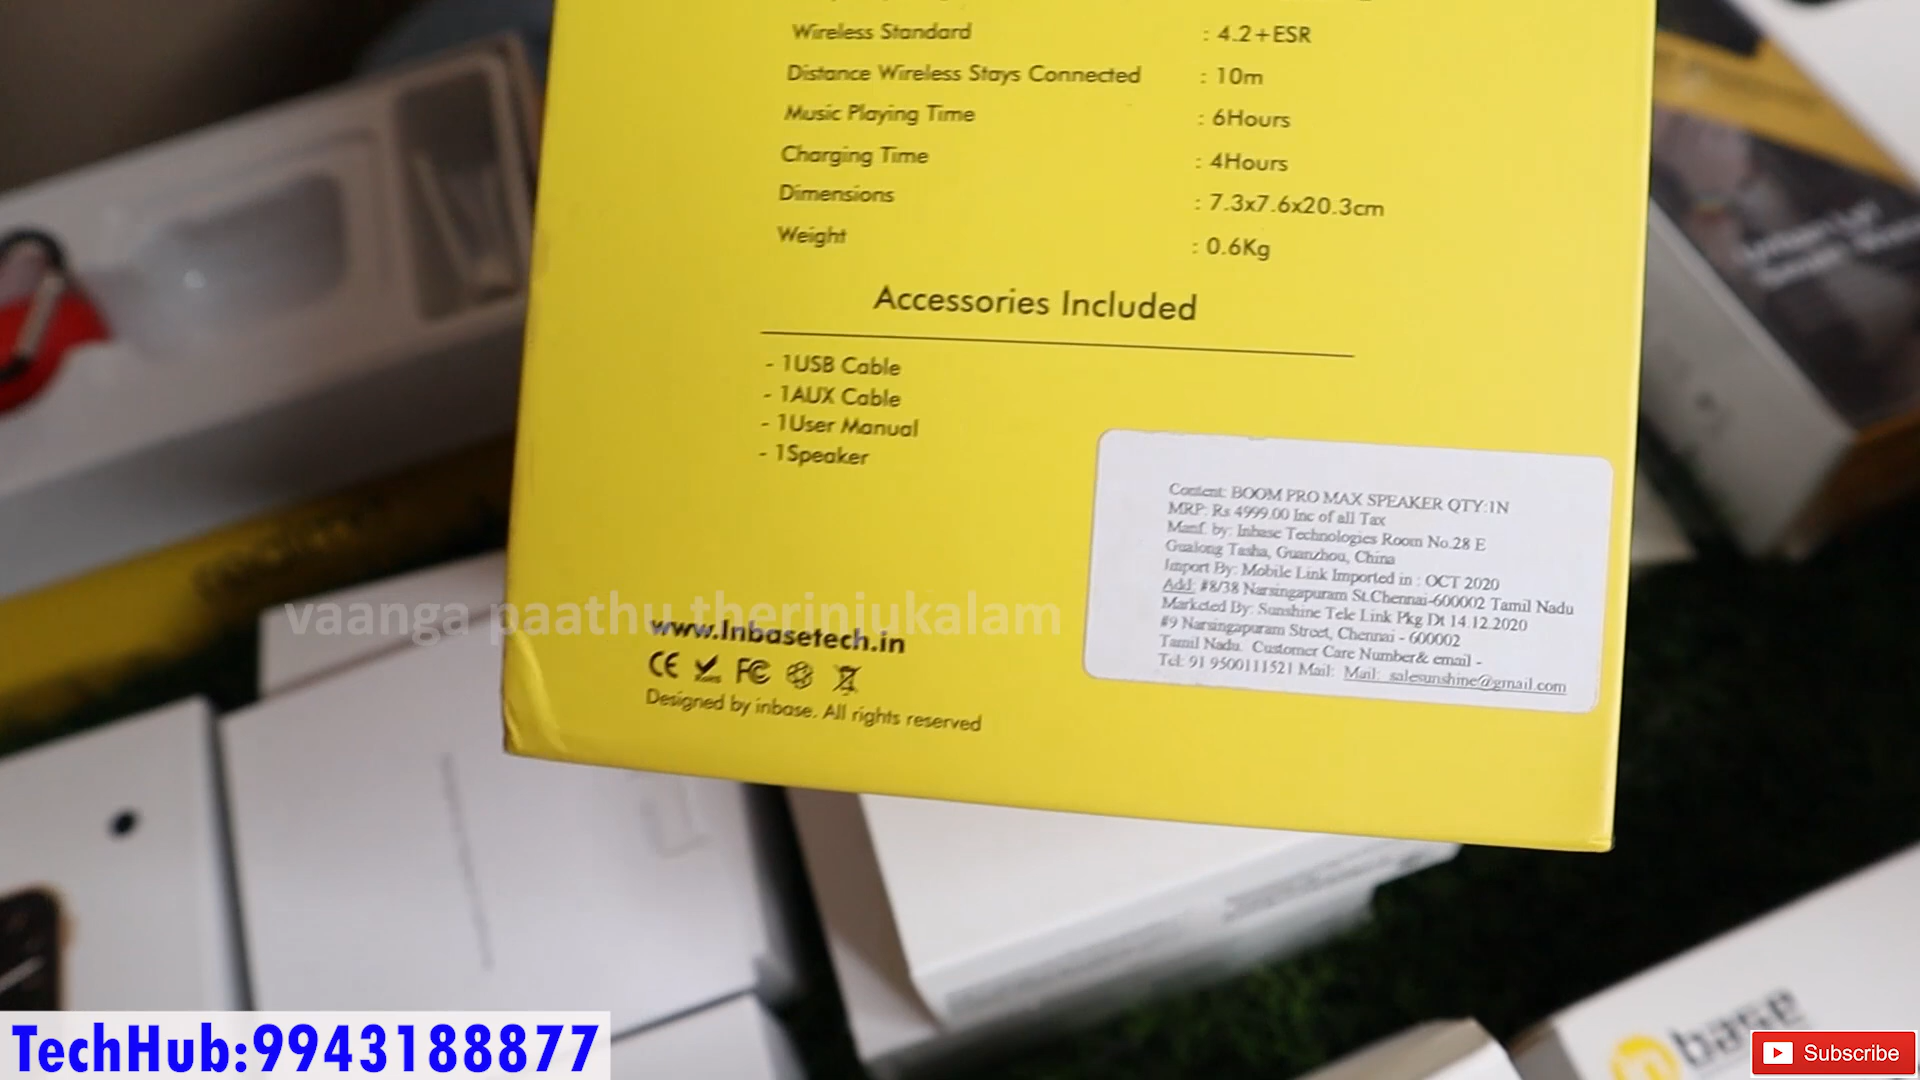 Wireless Standard : 4.2+ESR
Distance Wireless Stays Connected : 10m
Music Playing Time : 6Hours
Charging Time : 4Hours
Dimensions : 7.3x7.6x20.3cm
Weight : 0.6Kg
Accessories Included
- 1USB Cable
- 1AUX Cable
- 1User Manual
- 1Speaker
Content: BOOM PRO MAX SPEAKER QTY:1N
MRP: Rs 4999.00 Inc of all Tax
Manf. by: Inbase Technologies Room No.28 E
Gualong Tasha, Guanzhou, China
Import By: Mobile Link Imported in : OCT 2020
Add: #8/38 Narsingapuram St.Chennai-600002 Tamil Nadu
Marketed By: Sunshine Tele Link Pkg Dt 14.12.2020
#9 Narsingapuram Street, Chennai - 600002
Tamil Nadu. Customer Care Number& email -
Tel: 91 9500111521 Mail: Mail: salesunshine@gmail.com
vaanga paathu therinjukalam
www.Inbasetech.in
CE FC
Designed by inbase. All rights reserved
TechHub:9943188877
base
Subscribe